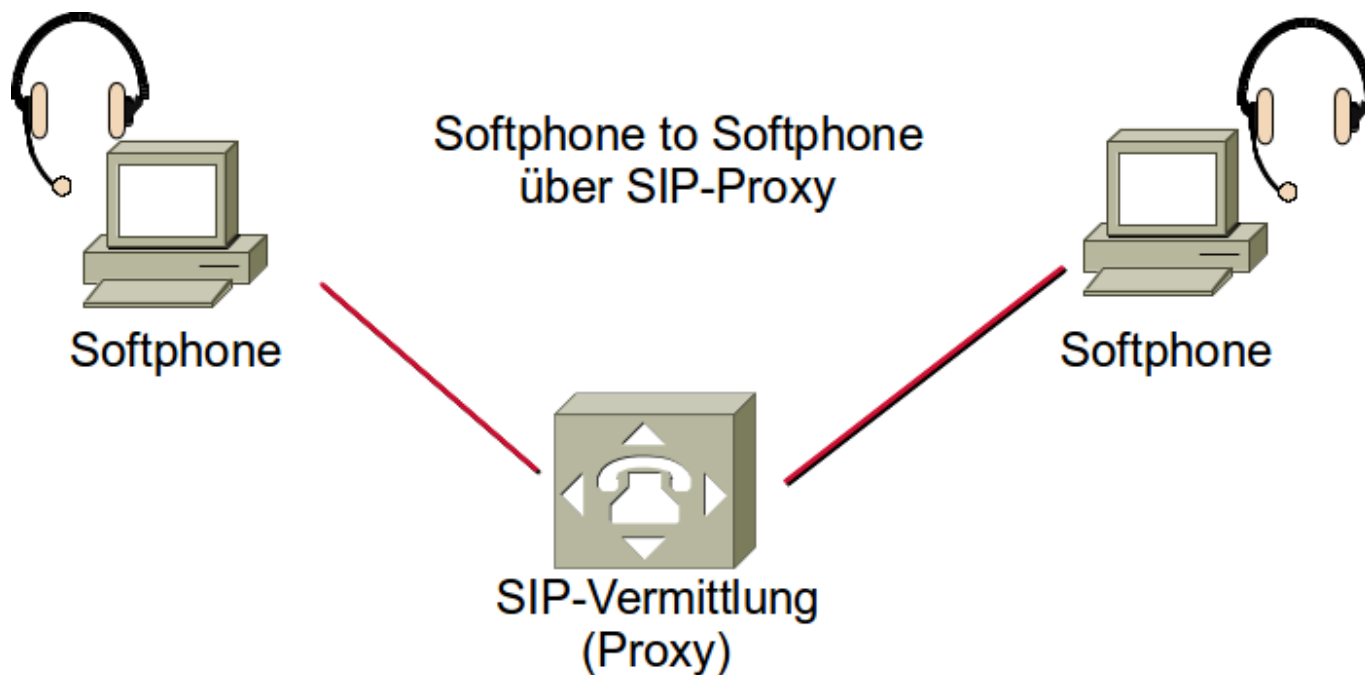 Softphone to Softphone
über SIP-Proxy
Softphone
Softphone
SIP-Vermittlung
(Proxy)